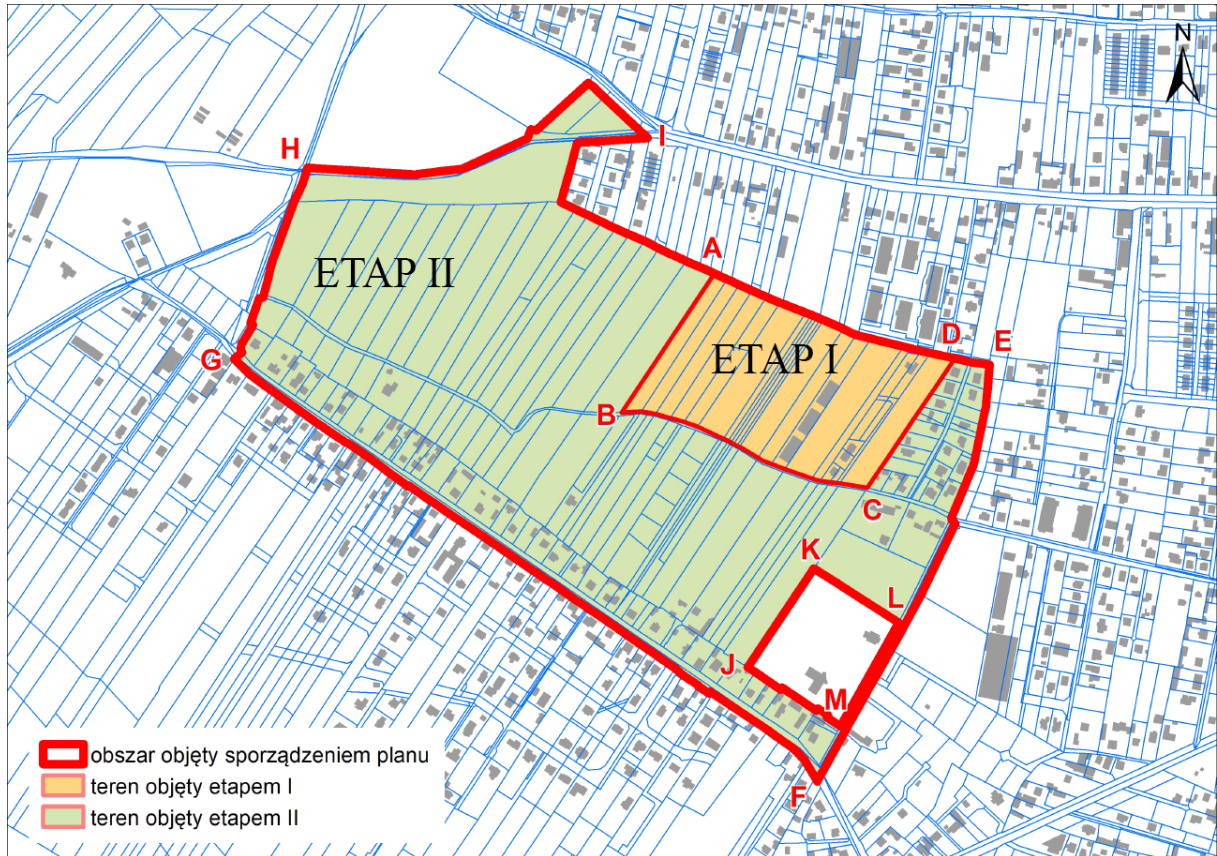 N
H
I
A
ETAP II
D
E
G
ETAP I
B
C
K
L
J
M
F
obszar objęty sporządzeniem planu
teren objęty etapem I
teren objęty etapem II